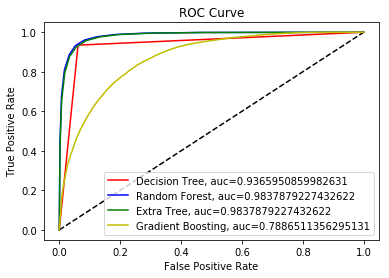 ROC Curve
1.0
0.8
0.6
0.4
0.2
0.0
True Positive Rate
Decision Tree, auc=0.9365950859982631
Random Forest, auc=0.9837879227432622
Extra Tree, auc=0.9837879227432622
Gradient Boosting, auc=0.7886511356295131
0.0 0.2 0.4 0.6 0.8 1.0
False Positive Rate